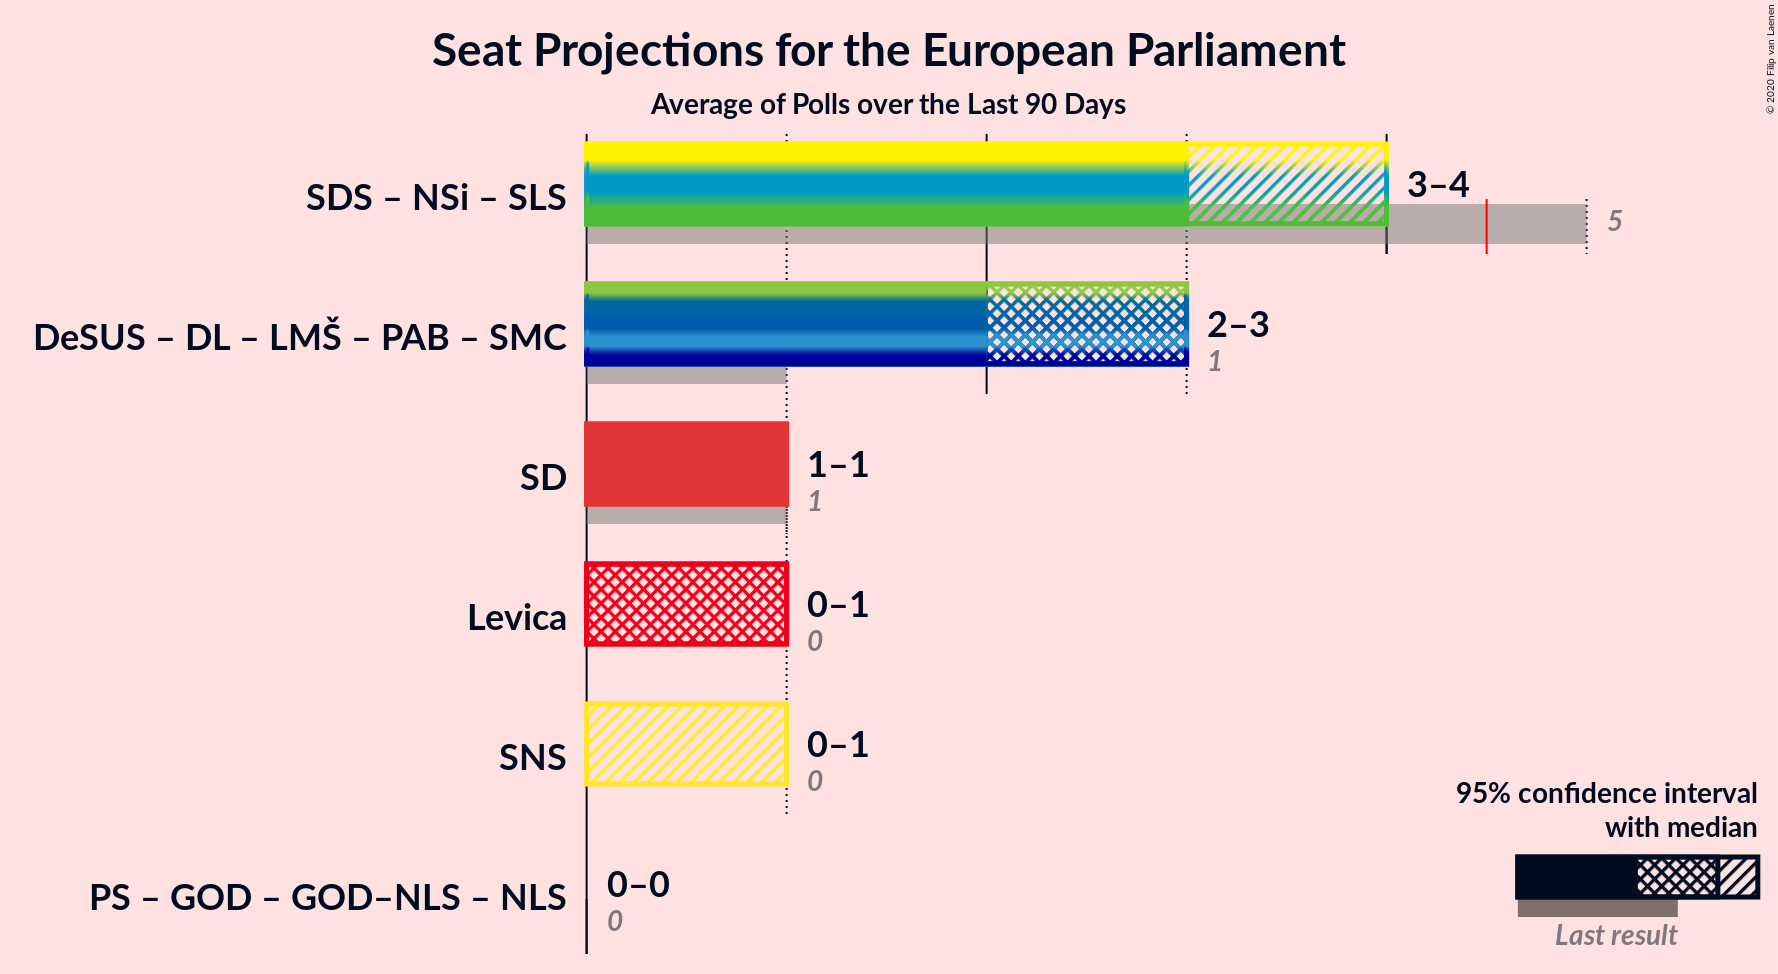 Seat Projections for the European Parliament
Average of Polls over the Last 90 Days
© 2020 Filip van Laenen
SDS – NSi – SLS
3–4
5
DeSUS – DL – LMŠ – PAB – SMC
2–3
1
SD
1–1
1
Levica
0–1
0
SNS
0–1
0
PS – GOD – GOD–NLS – NLS
0–0
0
95% confidence interval
with median
Last result